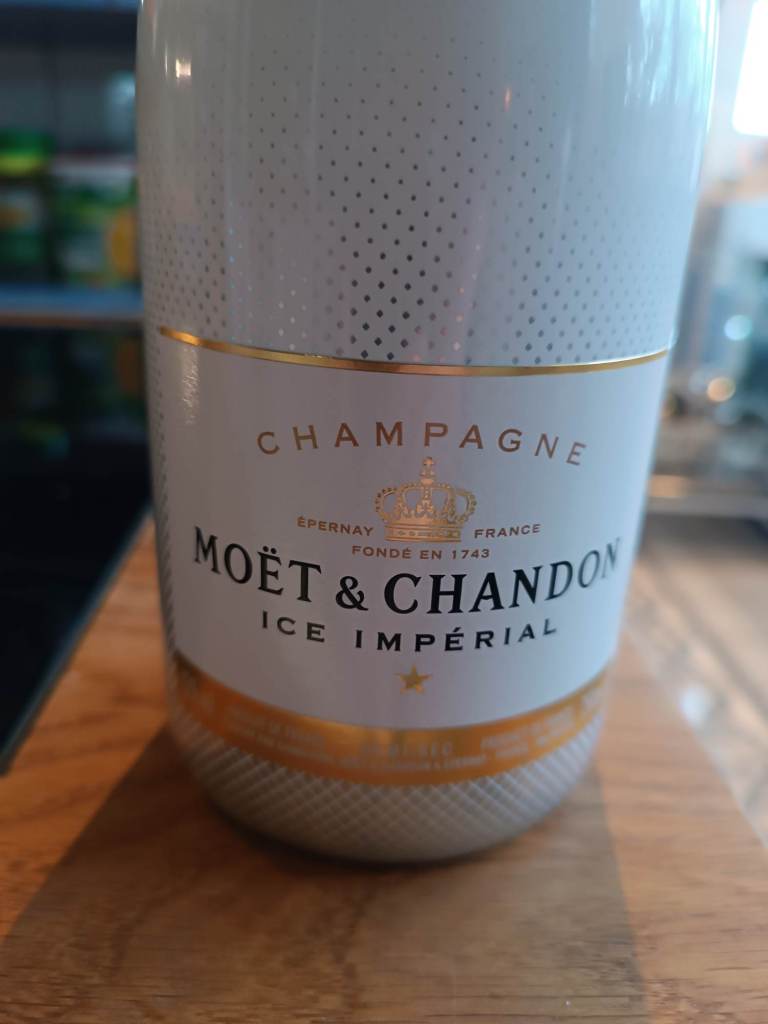 CHAMPAGNE
ÉPERNAY FRANCE
FONDÉ EN 1743
MOËT & CHANDON
ICE IMPÉRIAL